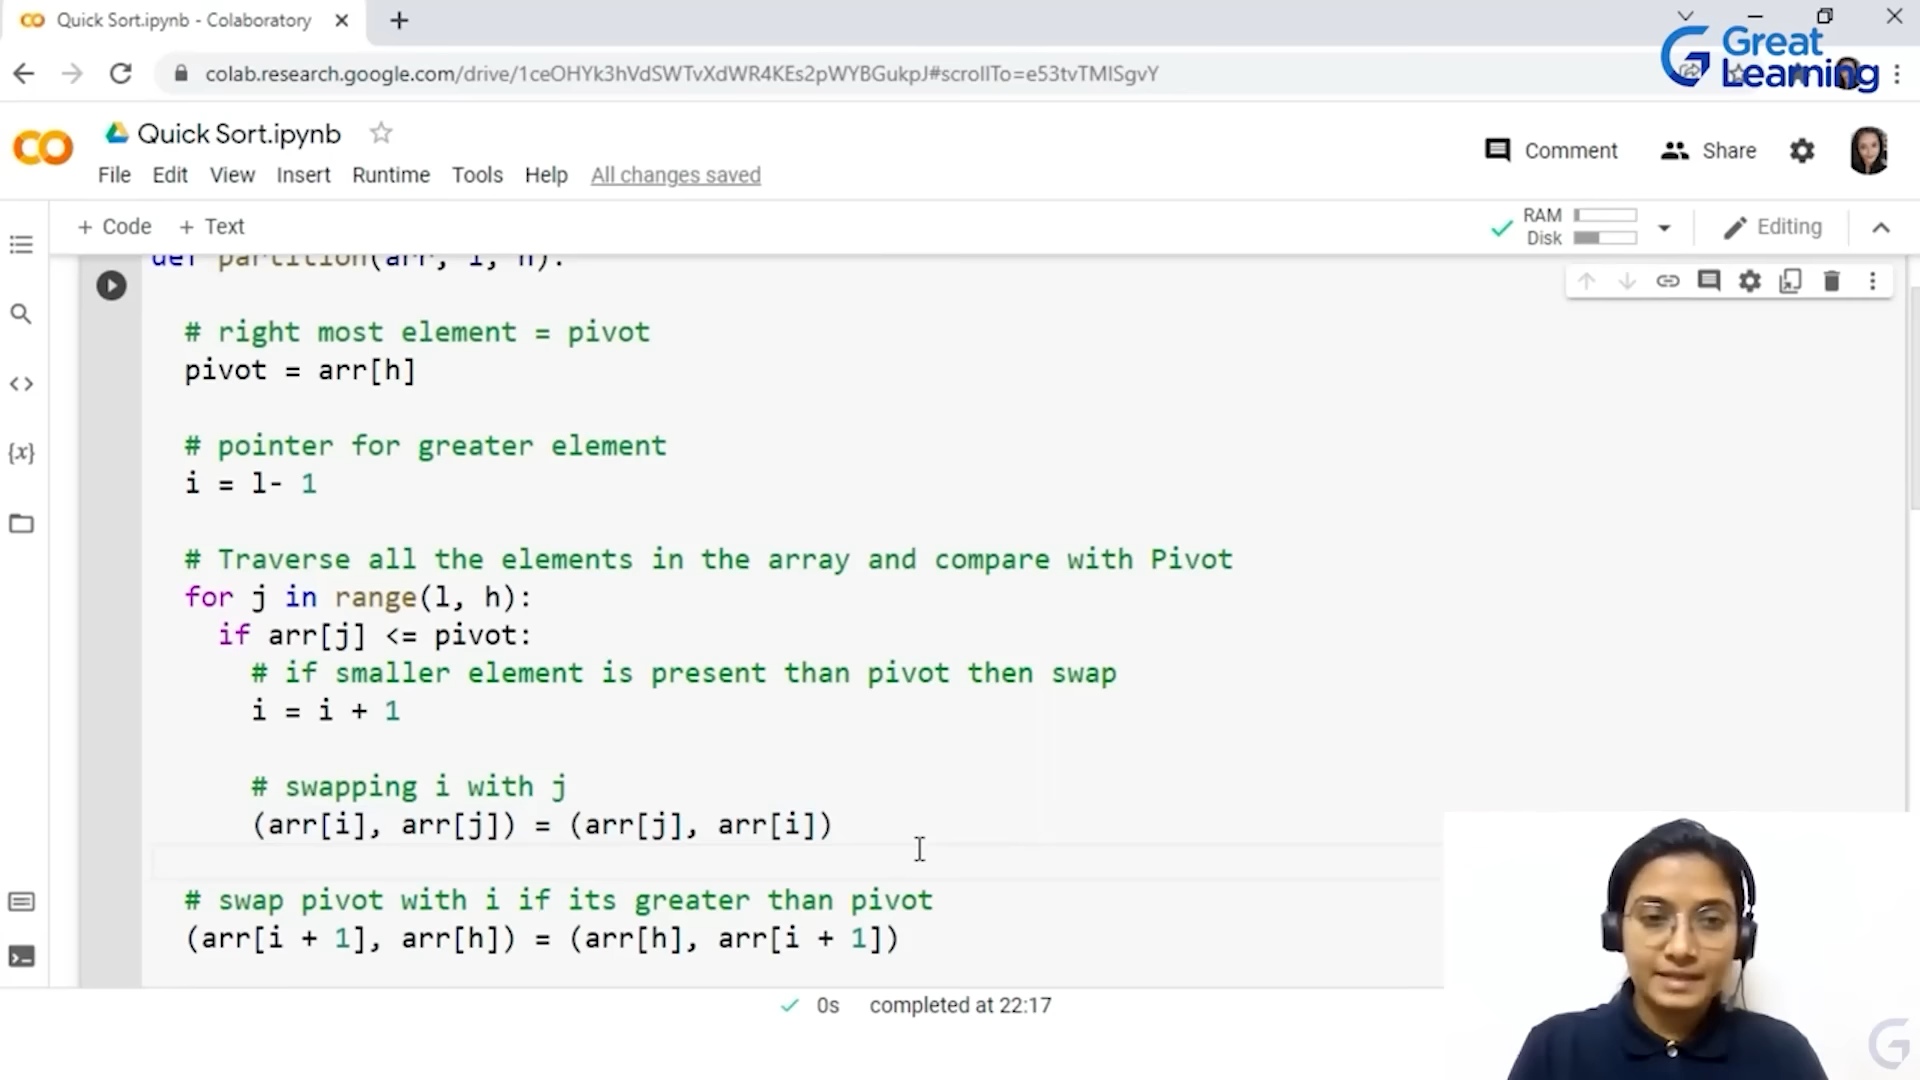 Quick Sort.ipynb - Colaboratory
colab.research.google.com/drive/1ceOHYk3hVdSWTvXdWR4KEs2pWYBGukpJ#scrollTo=e53tvTMISgvY
Great
Learning
CO
Quick Sort.ipynb
Comment
Share
File Edit View Insert Runtime Tools Help All changes saved
+ Code + Text
RAM
Disk
Editing
def partition(arr, l, h):
# right most element = pivot
pivot = arr[h]
# pointer for greater element
i = l- 1
# Traverse all the elements in the array and compare with Pivot
for j in range(l, h):
if arr[j] <= pivot:
# if smaller element is present than pivot then swap
i = i + 1
# swapping i with j
(arr[i], arr[j]) = (arr[j], arr[i])
# swap pivot with i if its greater than pivot
(arr[i + 1], arr[h]) = (arr[h], arr[i + 1])
0s completed at 22:17